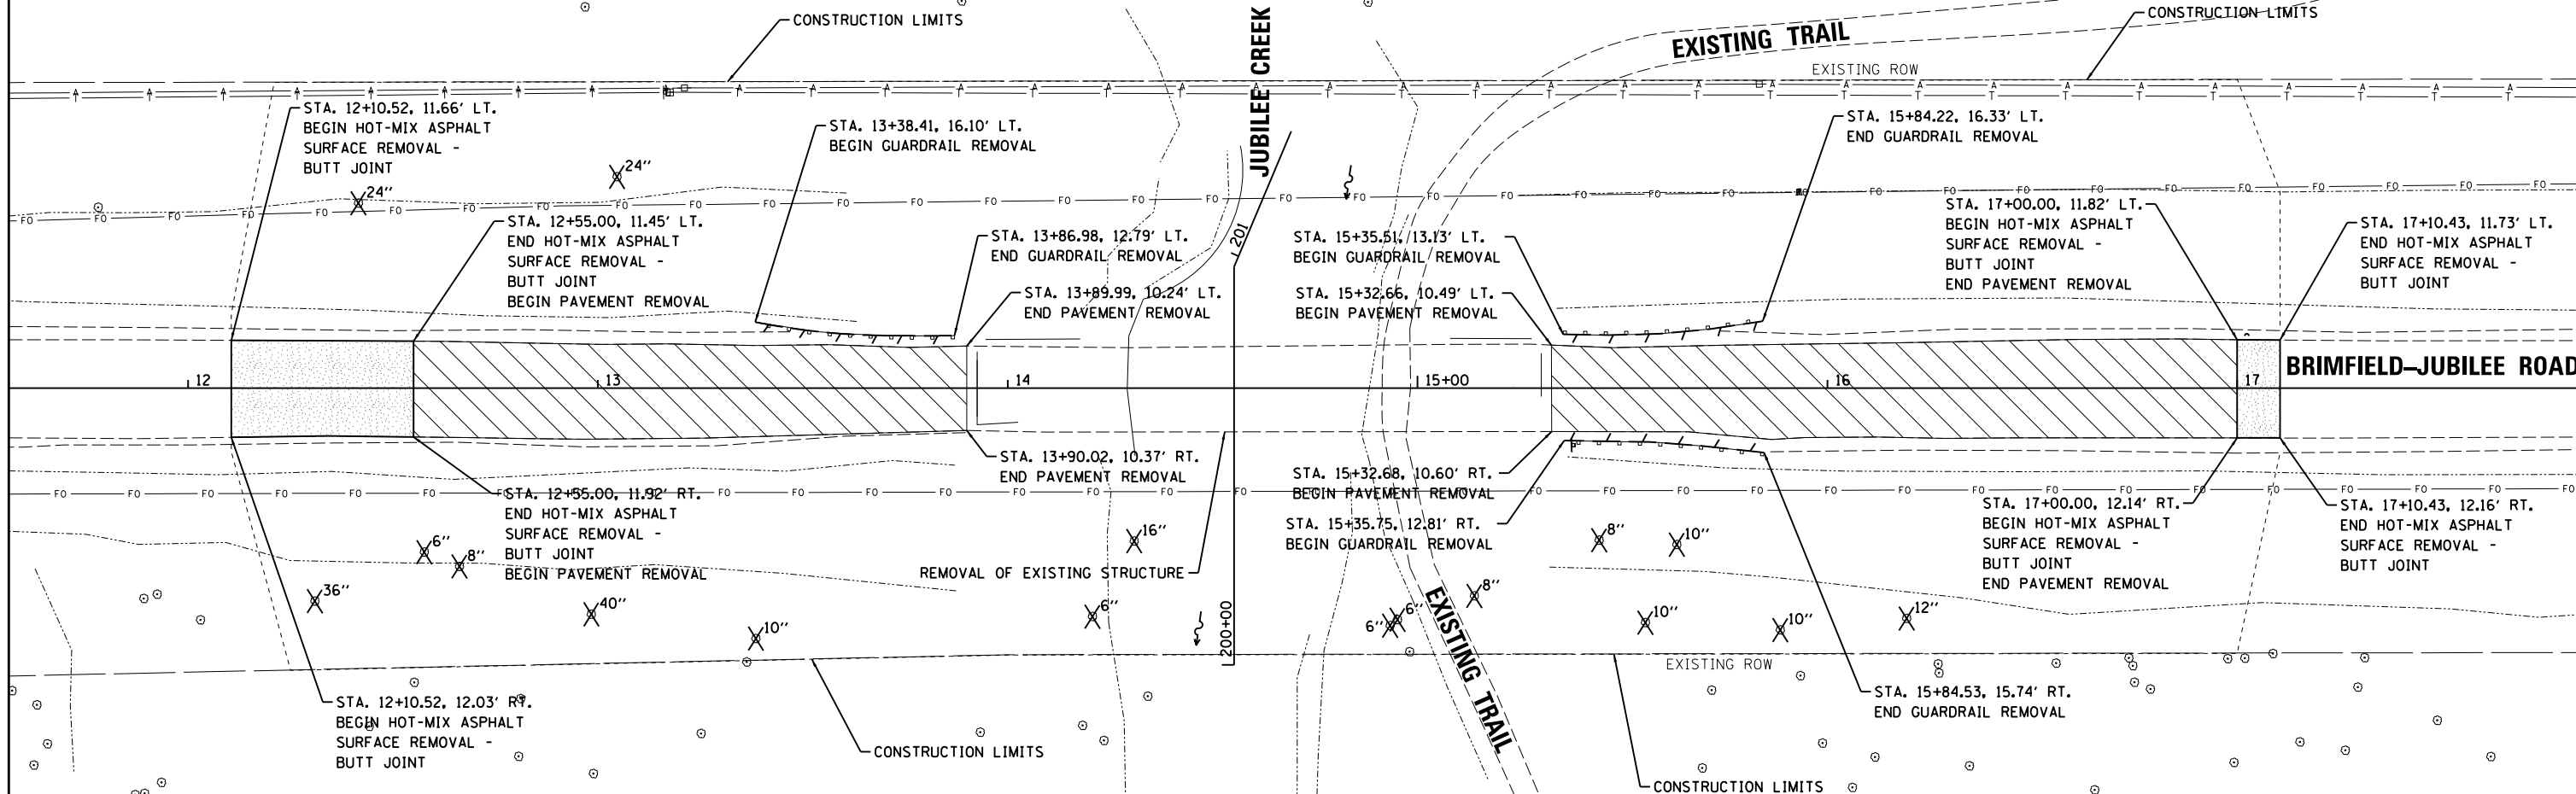 CONSTRUCTION LIMITS
JUBILEE CREEK
EXISTING TRAIL
CONSTRUCTION LIMITS
EXISTING ROW
STA. 12+10.52, 11.66' LT.
BEGIN HOT-MIX ASPHALT
SURFACE REMOVAL -
BUTT JOINT
24"
24"
STA. 13+38.41, 16.10' LT.
BEGIN GUARDRAIL REMOVAL
STA. 15+84.22, 16.33' LT.
END GUARDRAIL REMOVAL
STA. 12+55.00, 11.45' LT.
END HOT-MIX ASPHALT
SURFACE REMOVAL -
BUTT JOINT
BEGIN PAVEMENT REMOVAL
STA. 13+86.98, 12.79' LT.
END GUARDRAIL REMOVAL
STA. 13+89.99, 10.24' LT.
END PAVEMENT REMOVAL
201
STA. 15+35.51, 13.13' LT.
BEGIN GUARDRAIL REMOVAL
STA. 15+32.66, 10.49' LT.
BEGIN PAVEMENT REMOVAL
STA. 17+00.00, 11.82' LT.
BEGIN HOT-MIX ASPHALT
SURFACE REMOVAL -
BUTT JOINT
END PAVEMENT REMOVAL
STA. 17+10.43, 11.73' LT.
END HOT-MIX ASPHALT
SURFACE REMOVAL -
BUTT JOINT
12
13
14
15+00
16
17
BRIMFIELD–JUBILEE ROAD
STA. 13+90.02, 10.37' RT.
END PAVEMENT REMOVAL
STA. 15+32.68, 10.60' RT.
BEGIN PAVEMENT REMOVAL
STA. 15+35.75, 12.81' RT.
BEGIN GUARDRAIL REMOVAL
STA. 12+55.00, 11.92' RT.
END HOT-MIX ASPHALT
SURFACE REMOVAL -
BUTT JOINT
BEGIN PAVEMENT REMOVAL
STA. 17+00.00, 12.14' RT.
BEGIN HOT-MIX ASPHALT
SURFACE REMOVAL -
BUTT JOINT
END PAVEMENT REMOVAL
STA. 17+10.43, 12.16' RT.
END HOT-MIX ASPHALT
SURFACE REMOVAL -
BUTT JOINT
6"
8"
36"
40"
10"
16"
6"
REMOVAL OF EXISTING STRUCTURE
200+00
8"
10"
8"
6"
6"
10"
10"
12"
EXISTING TRAIL
EXISTING ROW
STA. 12+10.52, 12.03' RT.
BEGIN HOT-MIX ASPHALT
SURFACE REMOVAL -
BUTT JOINT
CONSTRUCTION LIMITS
STA. 15+84.53, 15.74' RT.
END GUARDRAIL REMOVAL
CONSTRUCTION LIMITS